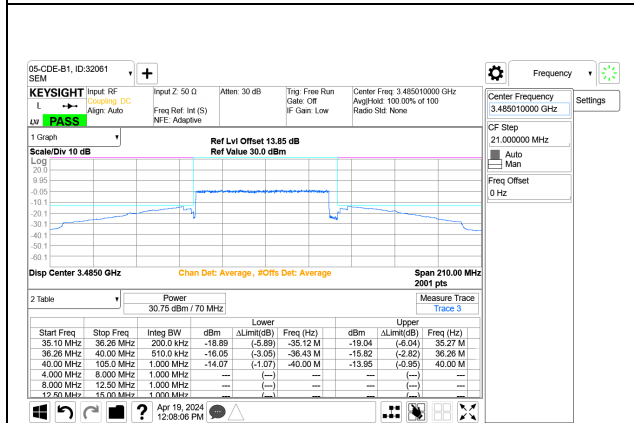 05-CDE-B1, ID:32061
SEM
Frequency
KEYSIGHT Input: RF Input Z: 50 Ω Atten: 30 dB Trig: Free Run Center Freq: 3.485010000 GHz
L Coupling: DC Gate: Off Avg|Hold: 100.00% of 100
Align: Auto Freq Ref: Int (S) IF Gain: Low Radio Std: None
LXI PASS NFE: Adaptive
Center Frequency
3.485010000 GHz
Settings
CF Step
21.000000 MHz
Auto
Man
Freq Offset
0 Hz
1 Graph
Ref Lvl Offset 13.85 dB
Scale/Div 10 dB Ref Value 30.0 dBm
Log
20.0
9.95
-0.05
-10.1
-20.1
-30.1
-40.1
-50.1
-60.1
Disp Center 3.4850 GHz Chan Det: Average, #Offs Det: Average Span 210.00 MHz
2001 pts
2 Table Power Measure Trace
30.75 dBm / 70 MHz Trace 3
Lower Upper
Start Freq Stop Freq Integ BW dBm ΔLimit(dB) Freq (Hz) dBm ΔLimit(dB) Freq (Hz)
35.10 MHz 36.26 MHz 200.0 kHz -18.89 (-5.89) -35.12 M -19.04 (-6.04) 35.27 M
36.26 MHz 40.00 MHz 510.0 kHz -16.05 (-3.05) -36.43 M -15.82 (-2.82) 36.26 M
40.00 MHz 105.0 MHz 1.000 MHz -14.07 (-1.07) -40.00 M -13.95 (-0.95) 40.00 M
4.000 MHz 8.000 MHz 1.000 MHz --- (---) --- --- (---) ---
8.000 MHz 12.50 MHz 1.000 MHz --- (---) --- --- (---) ---
12.50 MHz 15.00 MHz 1.000 MHz --- (---) --- --- (---) ---
Apr 19, 2024
12:08:06 PM